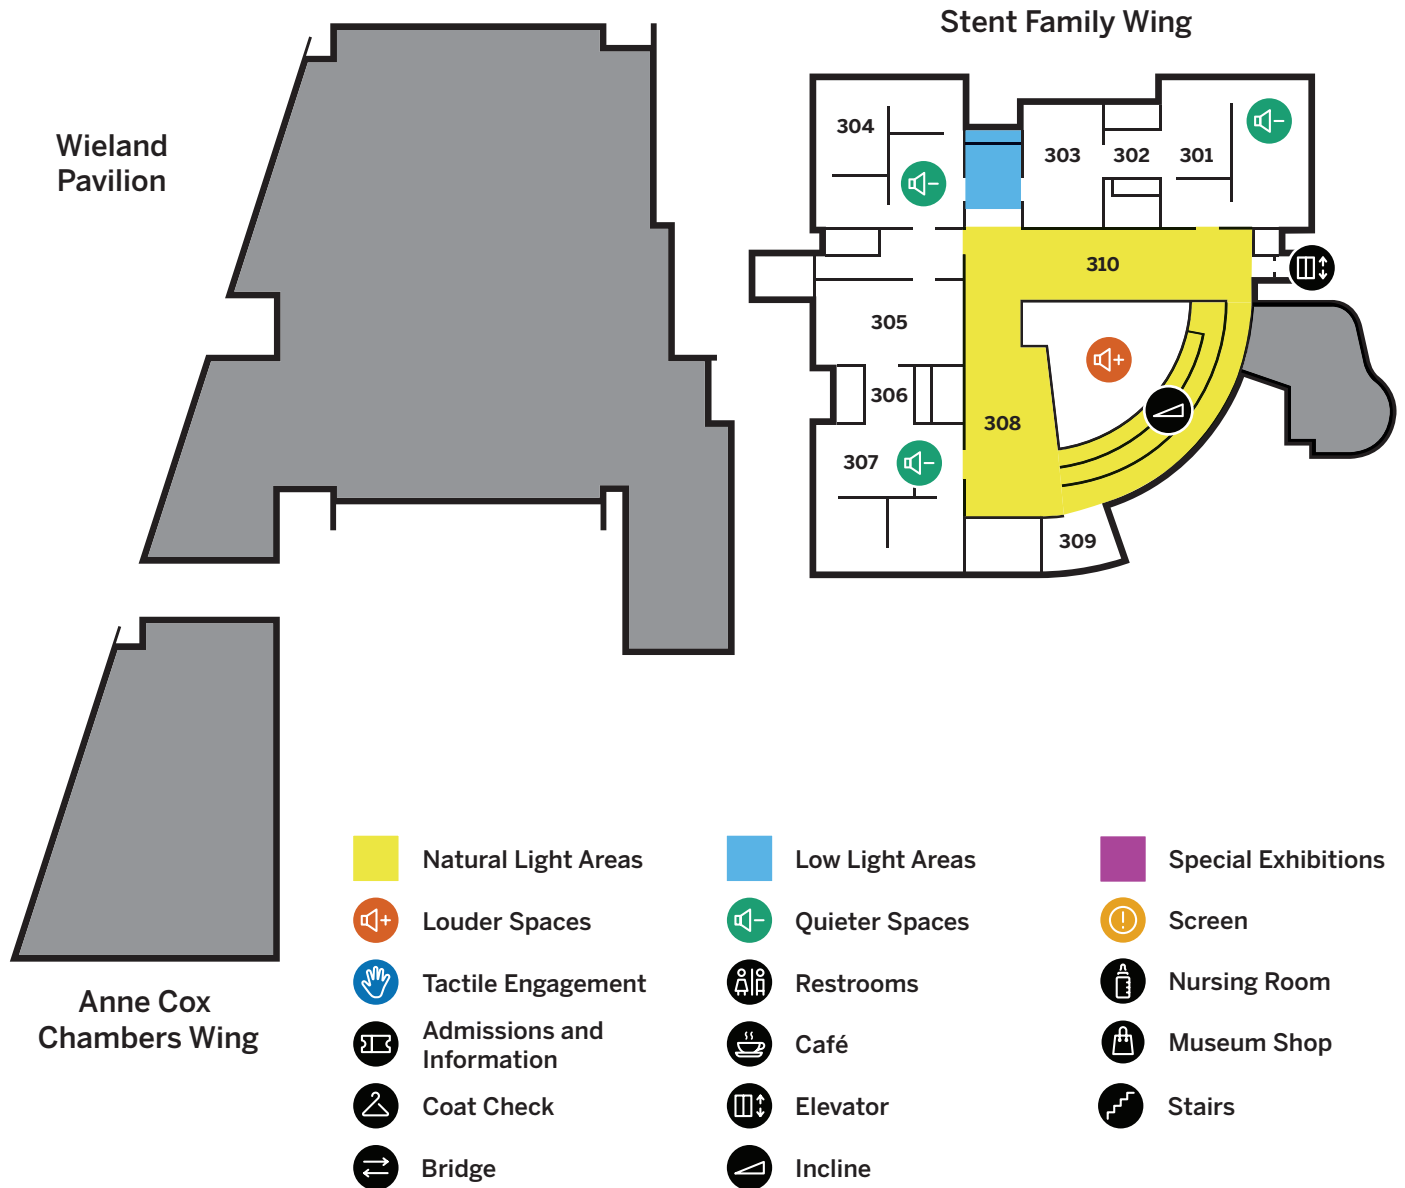 Stent Family Wing
Wieland
Pavilion
304
303
302
301
310
305
306
308
307
309
Anne Cox
Chambers Wing
Natural Light Areas
Low Light Areas
Special Exhibitions
Louder Spaces
Quieter Spaces
Screen
Tactile Engagement
Restrooms
Nursing Room
Admissions and
Information
Café
Museum Shop
Coat Check
Elevator
Stairs
Bridge
Incline